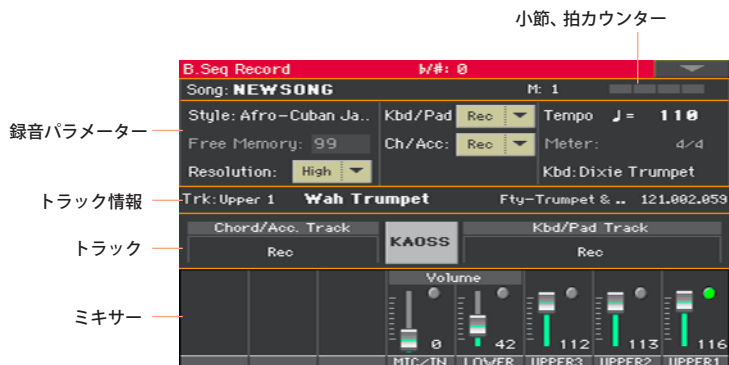 小節、拍カウンター
B.Seq Record ♭/#: 0
Song: NEWSONG M: 1
録音パラメーター
Style: Afro-Cuban Ja.. Kbd/Pad Rec Tempo ♩= 110
Free Memory: 99 Ch/Acc: Rec Meter: 4/4
Resolution: High Kbd: Dixie Trumpet
トラック情報
Trk: Upper 1 Wah Trumpet Fty-Trumpet & .. 121.002.059
トラック
Chord/Acc. Track KAOSS Kbd/Pad Track
Rec Rec
ミキサー
Volume
0 42 112 113 116
MIC/IN LOWER UPPER3 UPPER2 UPPER1